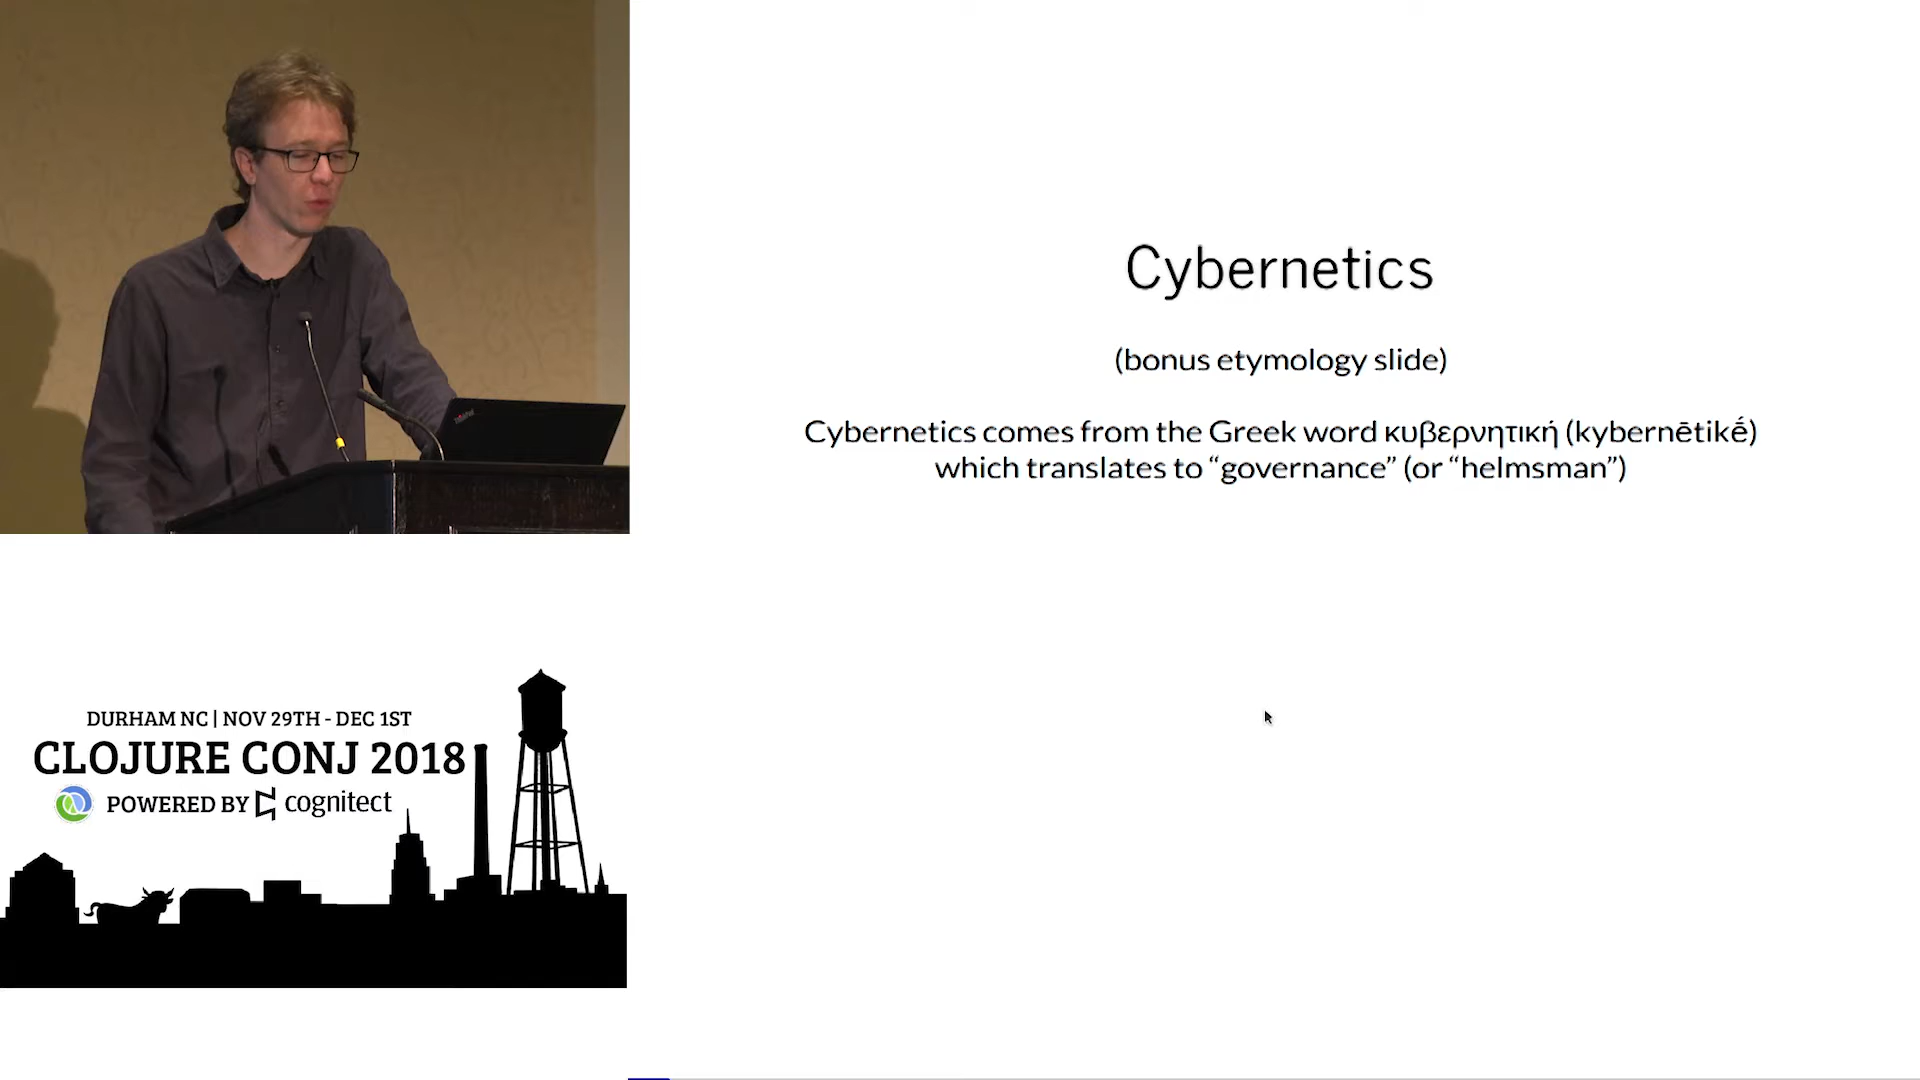 Cybernetics
(bonus etymology slide)
Cybernetics comes from the Greek word κυβερνητική (kybernētikḗ)
which translates to “governance” (or “helmsman”)
DURHAM NC | NOV 29TH - DEC 1ST
CLOJURE CONJ 2018
POWERED BY cognitect